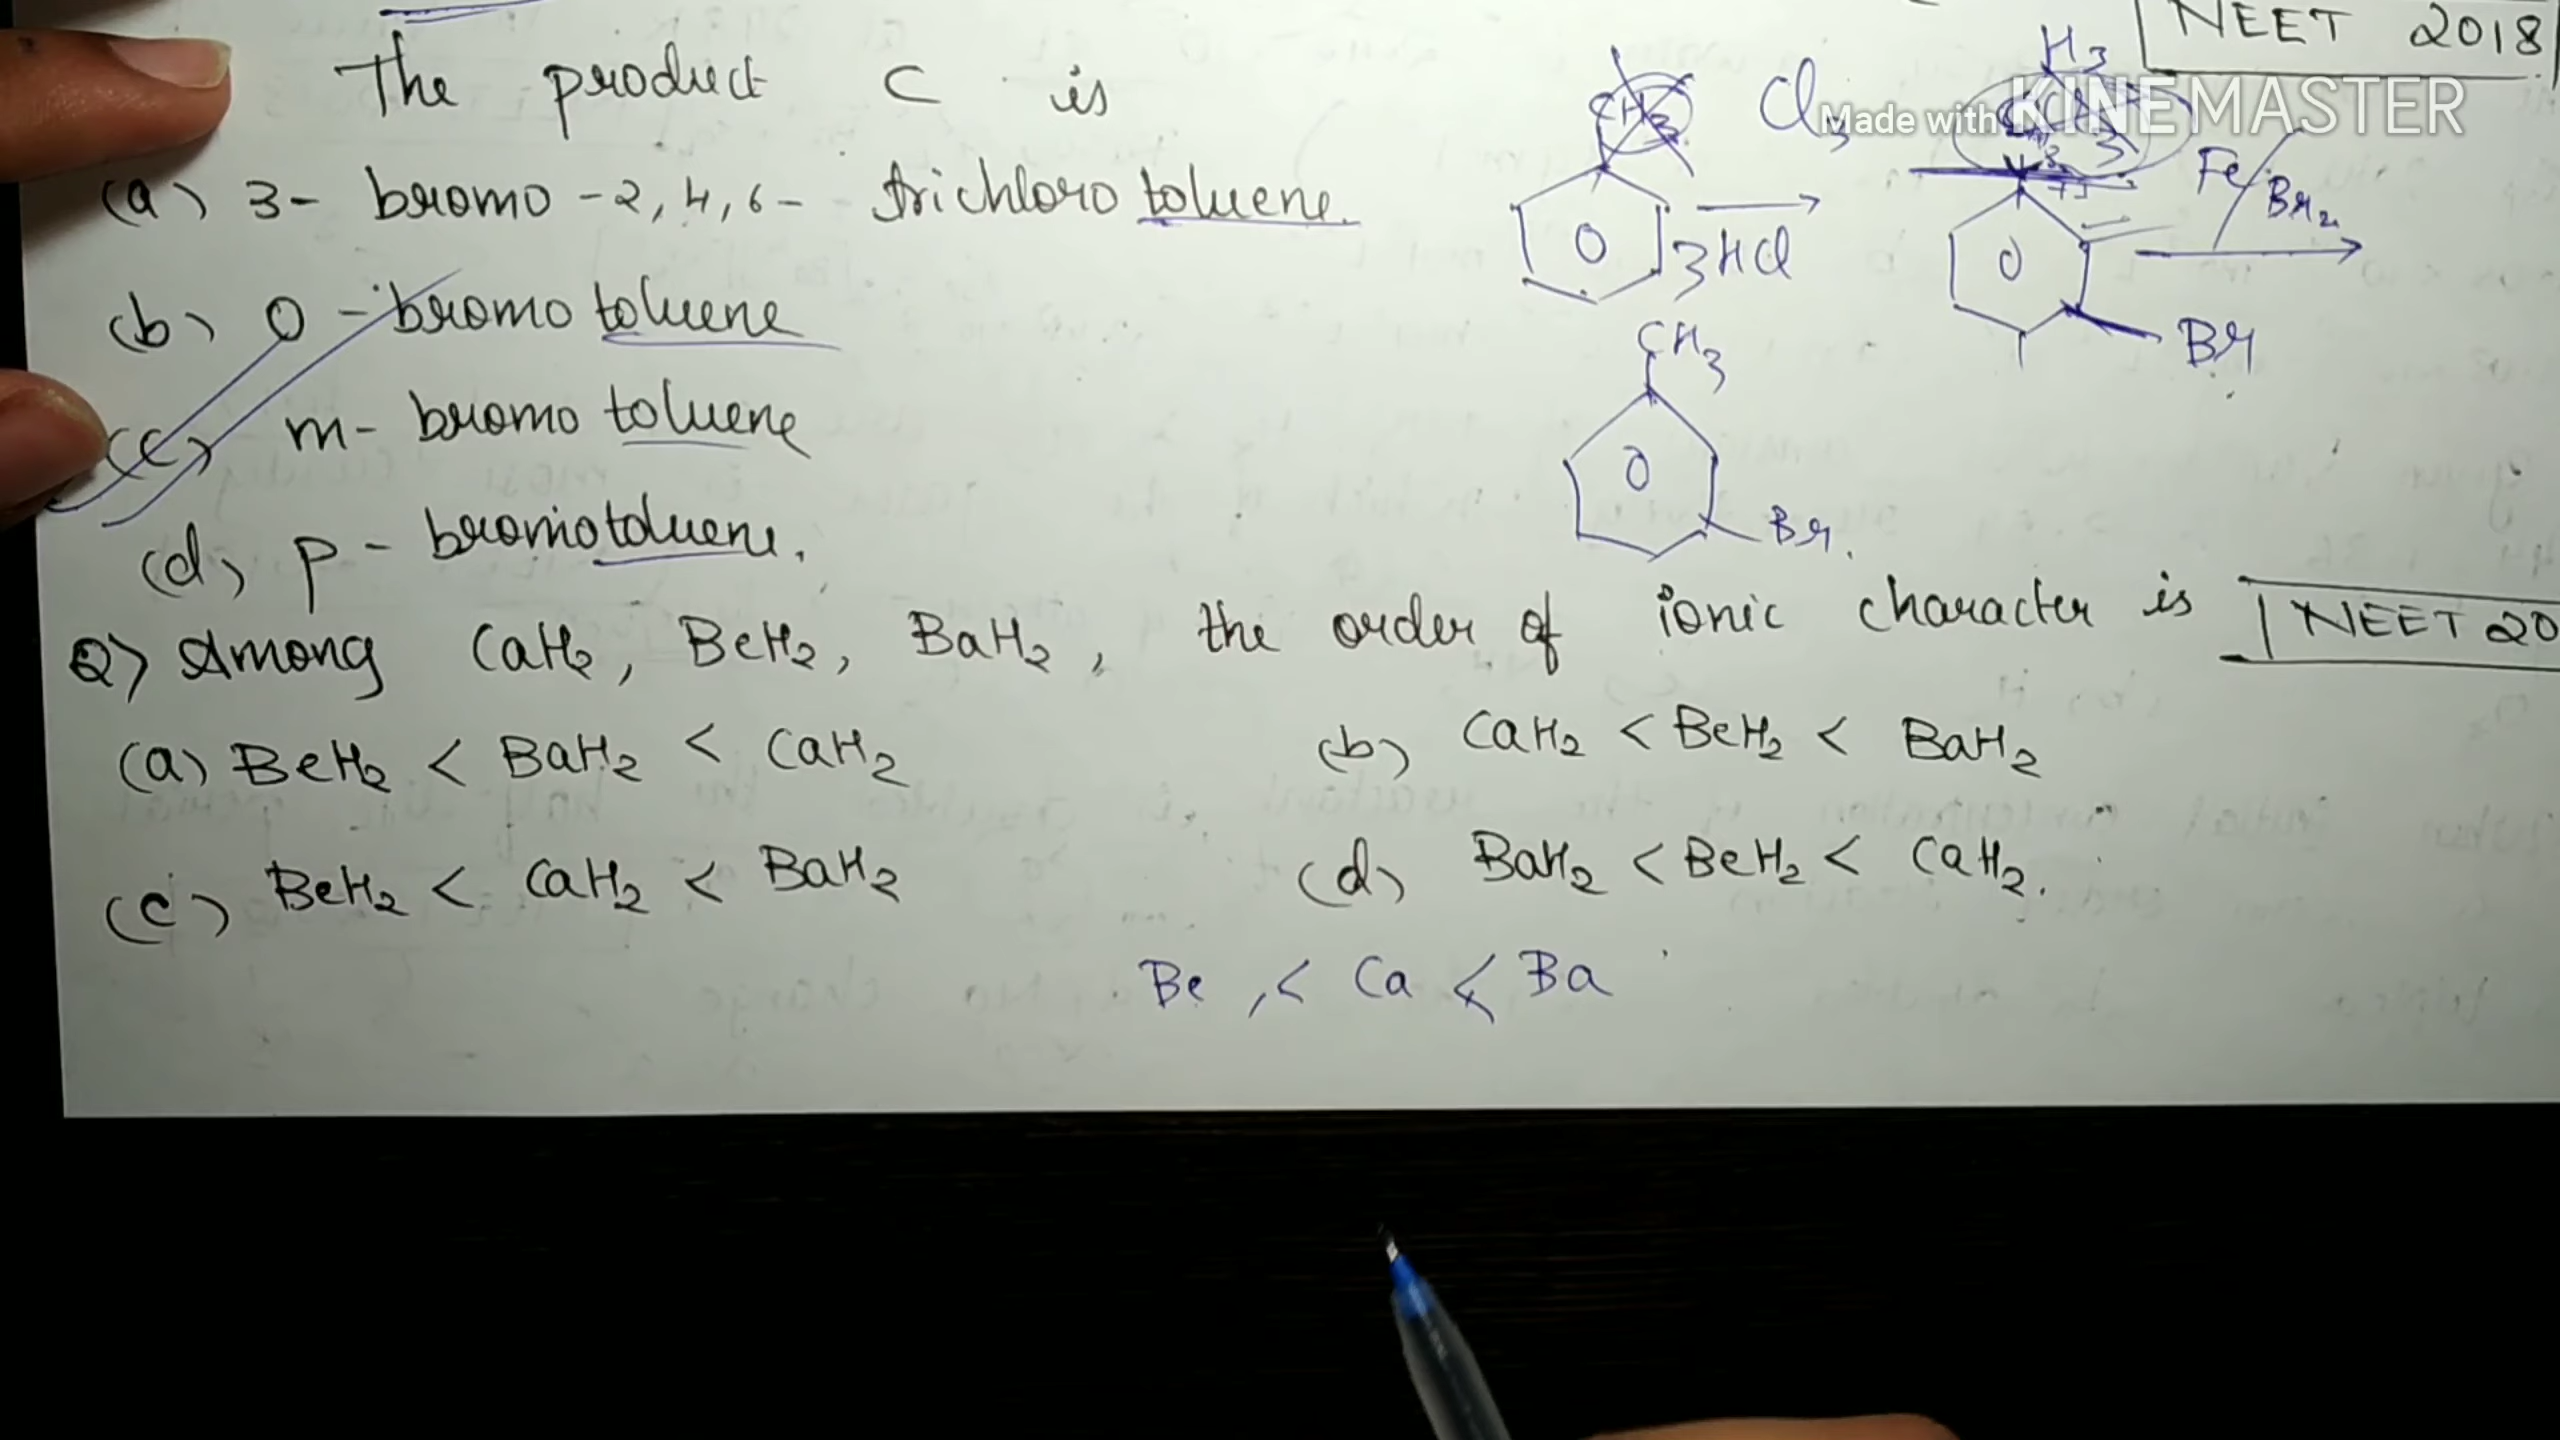 NEET 2018
The product C is
(a) 3- bromo -2,4,6- trichloro toluene.
(b) O - bromo toluene
(c) m- bromo toluene
(d) p - bromotoluene.
CH3
Cl3
3HCl
H3
Fe/Br2
Br
CH3
Br.
Made with KINEMASTER
Q) Among CaH2, BeH2, BaH2, the order of ionic character is NEET 20
(a) BeH2 < BaH2 < CaH2
(b) CaH2 < BeH2 < BaH2
(c) BeH2 < CaH2 < BaH2
(d) BaH2 < BeH2 < CaH2.
Be, < Ca < Ba